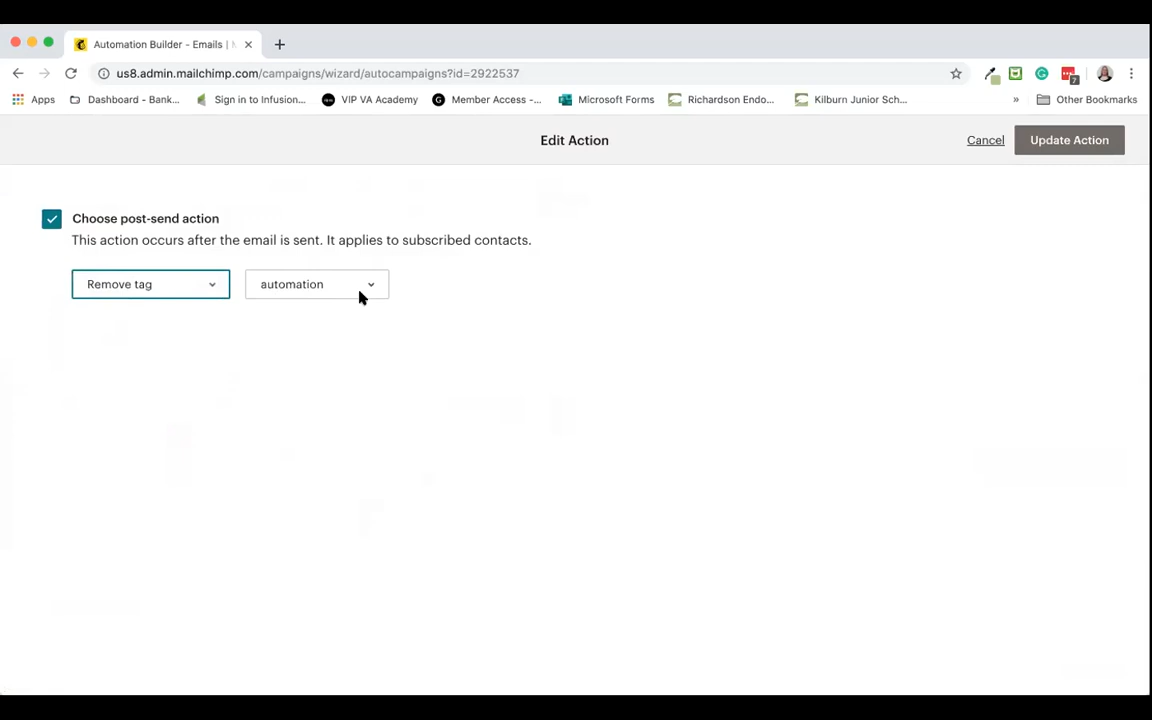 Automation Builder - Emails |
us8.admin.mailchimp.com/campaigns/wizard/autocampaigns?id=2922537
7
Apps
Dashboard - Bank...
Sign in to Infusion...
VIP VA Academy
G
Member Access -...
Microsoft Forms
Richardson Endo...
Kilburn Junior Sch...
»
Other Bookmarks
Edit Action
Cancel
Update Action
Choose post-send action
This action occurs after the email is sent. It applies to subscribed contacts.
Remove tag
automation